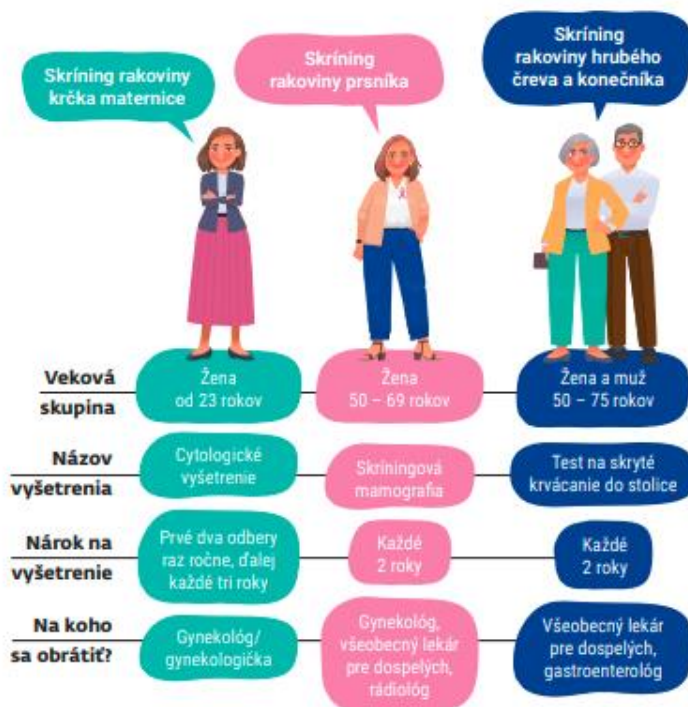 Skríning rakoviny
krčka maternice
Skríning
rakoviny prsníka
Skríning
rakoviny hrubého
čreva a konečníka
Veková
skupina
Žena
od 23 rokov
Žena
50 – 69 rokov
Žena a muž
50 – 75 rokov
Názov
vyšetrenia
Cytologické
vyšetrenie
Skríningová
mamografia
Test na skryté
krvácanie do stolice
Nárok na
vyšetrenie
Prvé dva odbery
raz ročne, ďalej
každé tri roky
Každé
2 roky
Každé
2 roky
Na koho
sa obrátiť?
Gynekológ/
gynekologička
Gynekológ,
všeobecný lekár
pre dospelých,
rádiológ
Všeobecný lekár
pre dospelých,
gastroenterológ